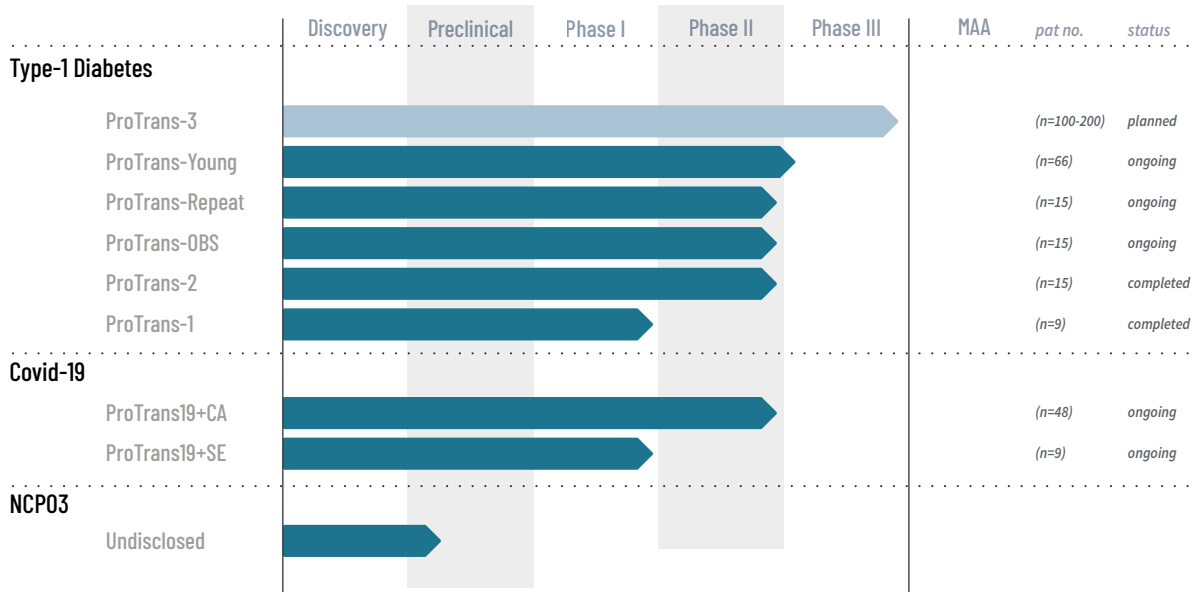 Discovery Preclinical Phase I Phase II Phase III MAA pat no. status
Type-1 Diabetes
ProTrans-3 (n=100-200) planned
ProTrans-Young (n=66) ongoing
ProTrans-Repeat (n=15) ongoing
ProTrans-OBS (n=15) ongoing
ProTrans-2 (n=15) completed
ProTrans-1 (n=9) completed
Covid-19
ProTrans19+CA (n=48) ongoing
ProTrans19+SE (n=9) ongoing
NCP03
Undisclosed